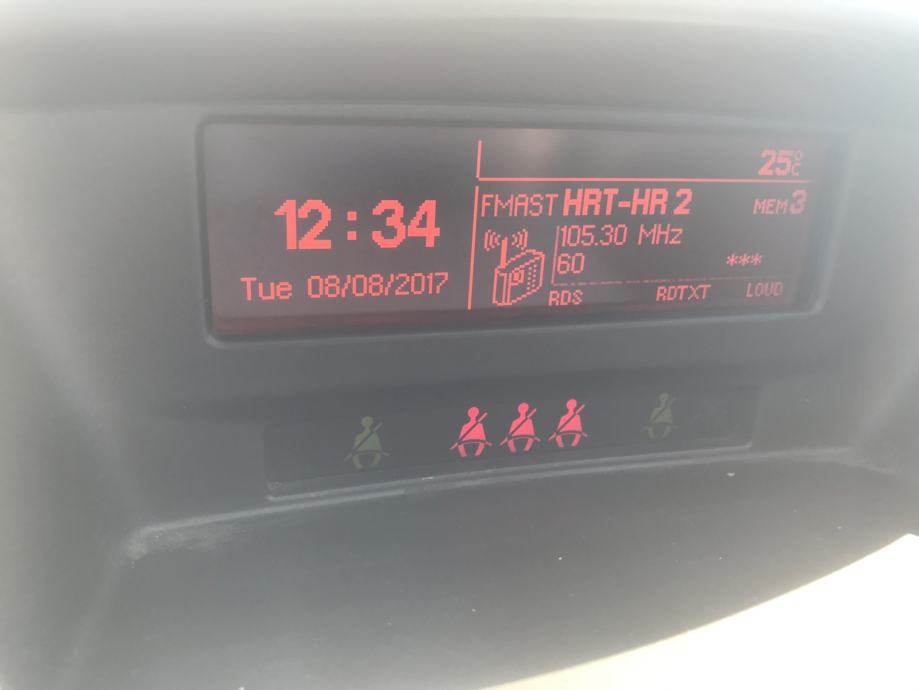 25°C
12:34
Tue 08/08/2017
FMAST HRT-HR 2 MEM 3
105.30 MHz
60 ***
RDS RDTXT LOUD